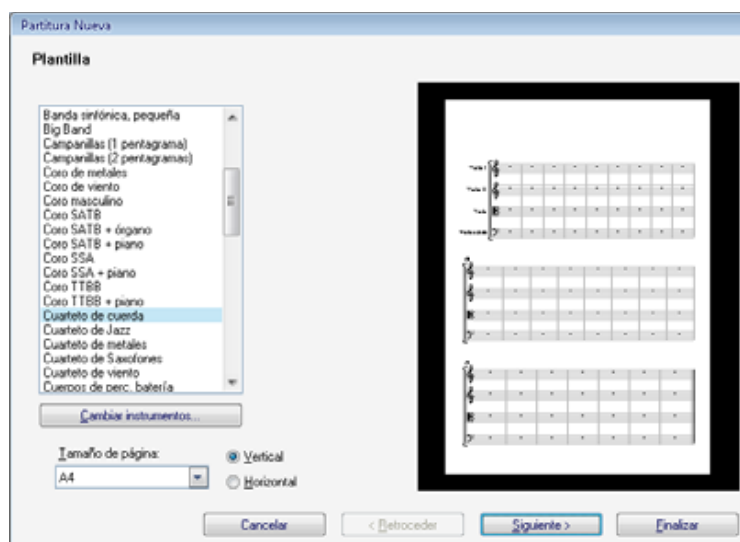 Partitura Nueva
Plantilla
Banda sinfónica, pequeña
Big Band
Campanillas (1 pentagrama)
Campanillas (2 pentagramas)
Coro de metales
Coro de viento
Coro masculino
Coro SATB
Coro SATB + órgano
Coro SATB + piano
Coro SSA
Coro SSA + piano
Coro TTBB
Coro TTBB + piano
Cuarteto de cuerda
Cuarteto de Jazz
Cuarteto de metales
Cuarteto de Saxofones
Cuarteto de viento
Cuerpos de perc. batería
Cambiar instrumentos...
Tamaño de página:
A4
Vertical
Horizontal
Cancelar
< Retroceder
Siguiente >
Finalizar